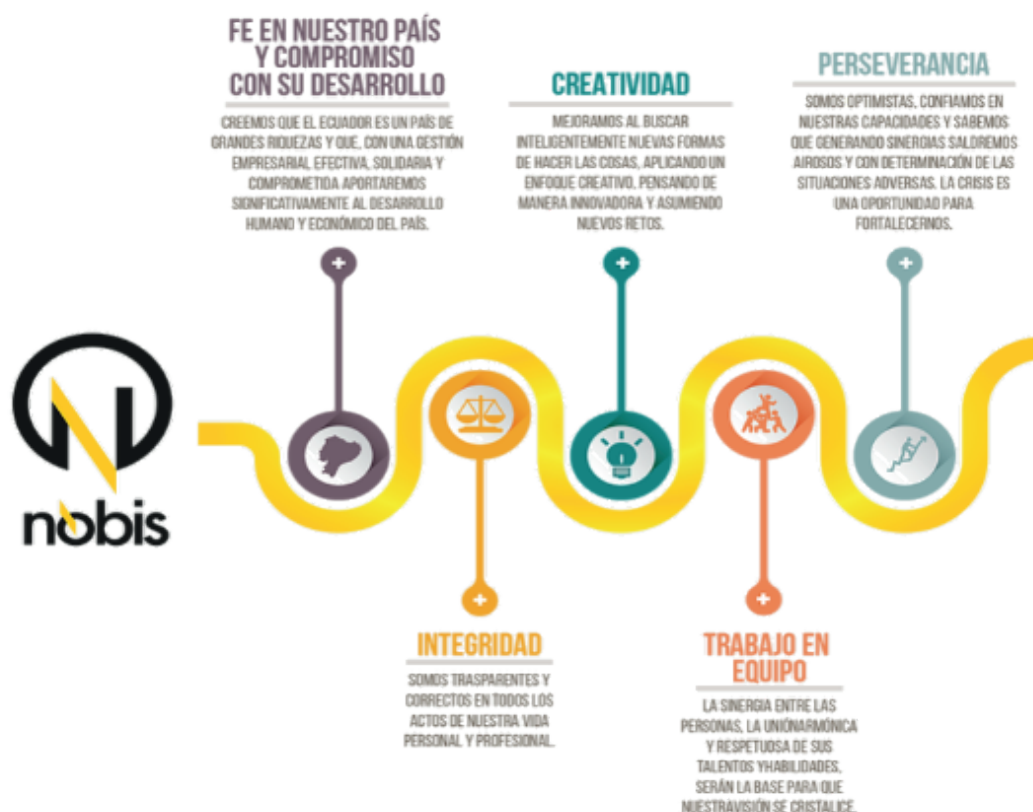 FE EN NUESTRO PAÍS
Y COMPROMISO
CON SU DESARROLLO
CREEMOS QUE EL ECUADOR ES UN PAÍS DE
GRANDES RIQUEZAS Y QUE, CON UNA GESTIÓN
EMPRESARIAL EFECTIVA, SOLIDARIA Y
COMPROMETIDA APORTAREMOS
SIGNIFICATIVAMENTE AL DESARROLLO
HUMANO Y ECONÓMICO DEL PAÍS.
CREATIVIDAD
MEJORAMOS AL BUSCAR
INTELIGENTEMENTE NUEVAS FORMAS
DE HACER LAS COSAS, APLICANDO UN
ENFOQUE CREATIVO, PENSANDO DE
MANERA INNOVADORA Y ASUMIENDO
NUEVOS RETOS.
PERSEVERANCIA
SOMOS OPTIMISTAS, CONFIAMOS EN
NUESTRAS CAPACIDADES Y SABEMOS
QUE GENERANDO SINERGIAS SALDREMOS
AIROSOS Y CON DETERMINACIÓN DE LAS
SITUACIONES ADVERSAS. LA CRISIS ES
UNA OPORTUNIDAD PARA
FORTALECERNOS.
nobis
INTEGRIDAD
SOMOS TRASPARENTES Y
CORRECTOS EN TODOS LOS
ACTOS DE NUESTRA VIDA
PERSONAL Y PROFESIONAL.
TRABAJO EN
EQUIPO
LA SINERGIA ENTRE LAS
PERSONAS, LA UNIÓNARMÓNICA
Y RESPETUOSA DE SUS
TALENTOS YHABILIDADES,
SERÁN LA BASE PARA QUE
NUESTRAVISIÓN SE CRISTALICE.